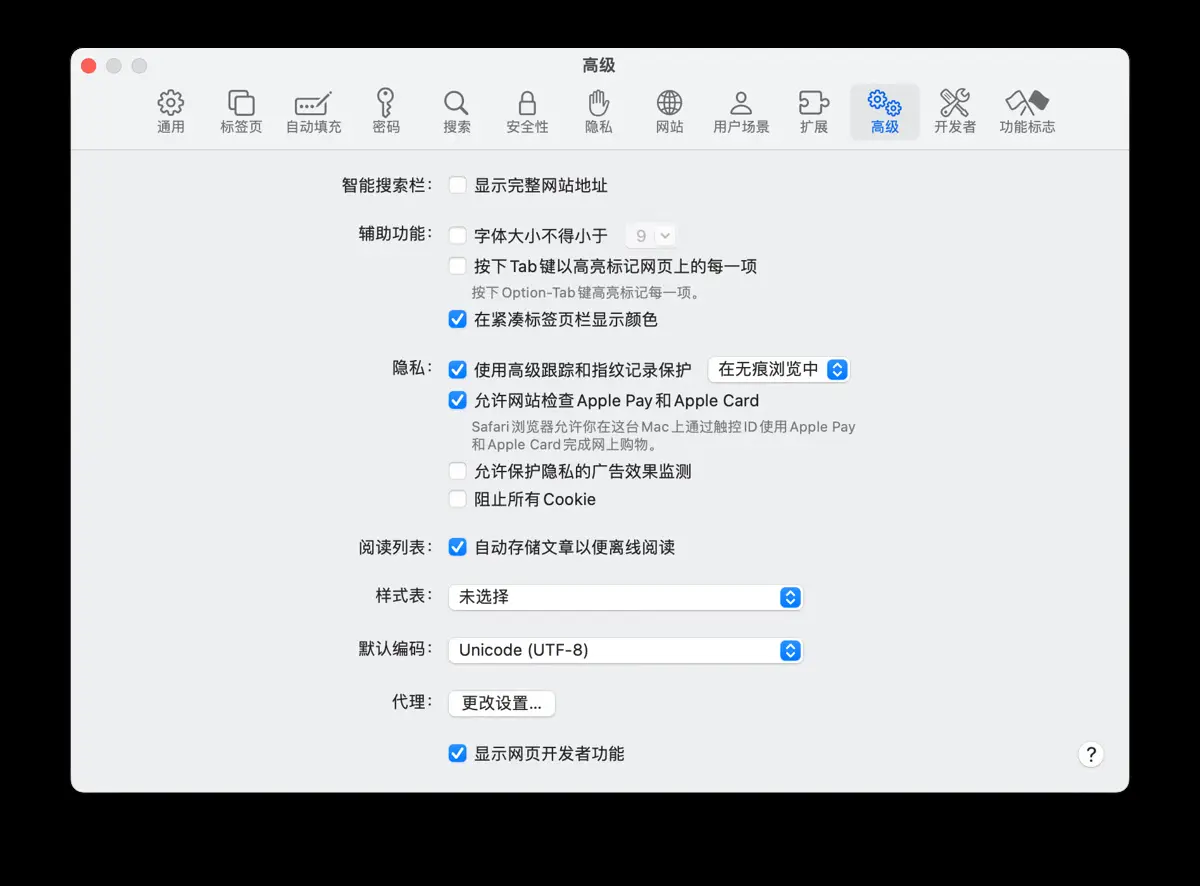 高级
通用 标签页 自动填充 密码 搜索 安全性 隐私 网站 用户场景 扩展 高级 开发者 功能标志
智能搜索栏： 显示完整网站地址
辅助功能： 字体大小不得小于 9
按下 Tab 键以高亮标记网页上的每一项
按下 Option-Tab 键高亮标记每一项。
在紧凑标签页栏显示颜色
隐私： 使用高级跟踪和指纹记录保护 在无痕浏览中
允许网站检查 Apple Pay 和 Apple Card
Safari 浏览器允许你在这台 Mac 上通过触控 ID 使用 Apple Pay
和 Apple Card 完成网上购物。
允许保护隐私的广告效果监测
阻止所有 Cookie
阅读列表： 自动存储文章以便离线阅读
样式表： 未选择
默认编码： Unicode (UTF-8)
代理： 更改设置...
显示网页开发者功能
?